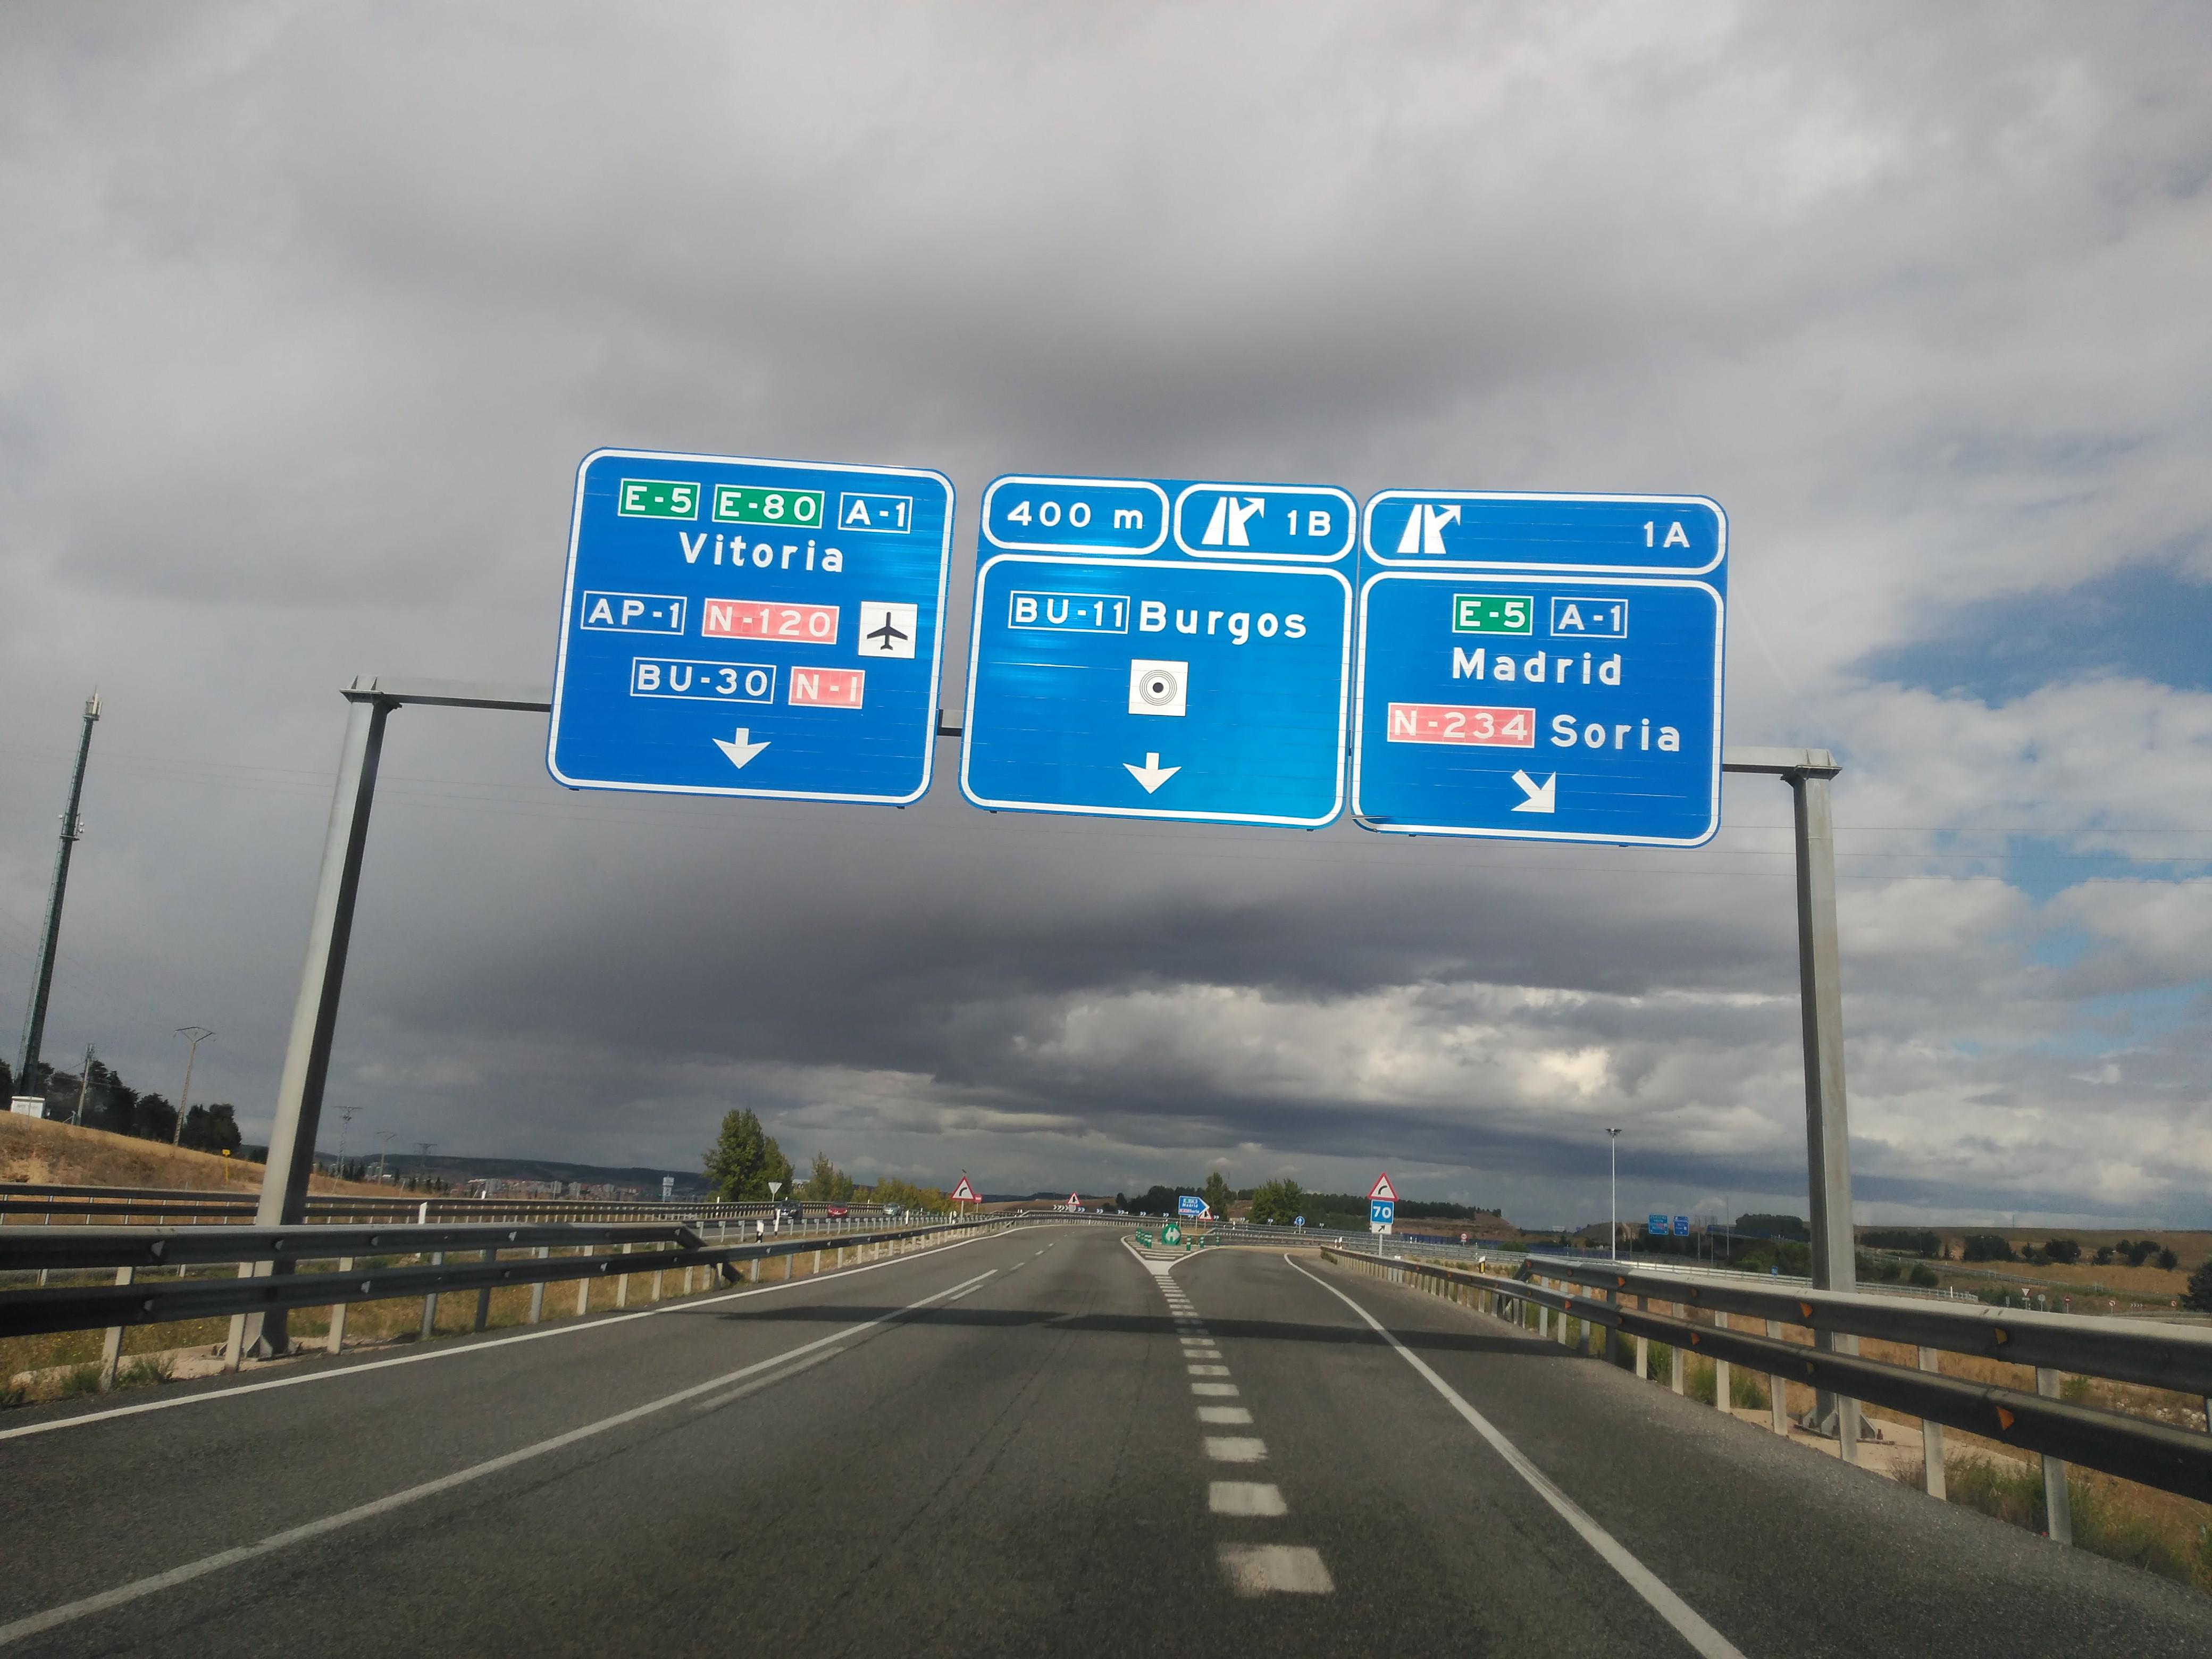 E-5 E-80 A-1
Vitoria
AP-1 N-120
BU-30 N-I
400 m 1B
BU-11 Burgos
1A
E-5 A-1
Madrid
N-234 Soria
70